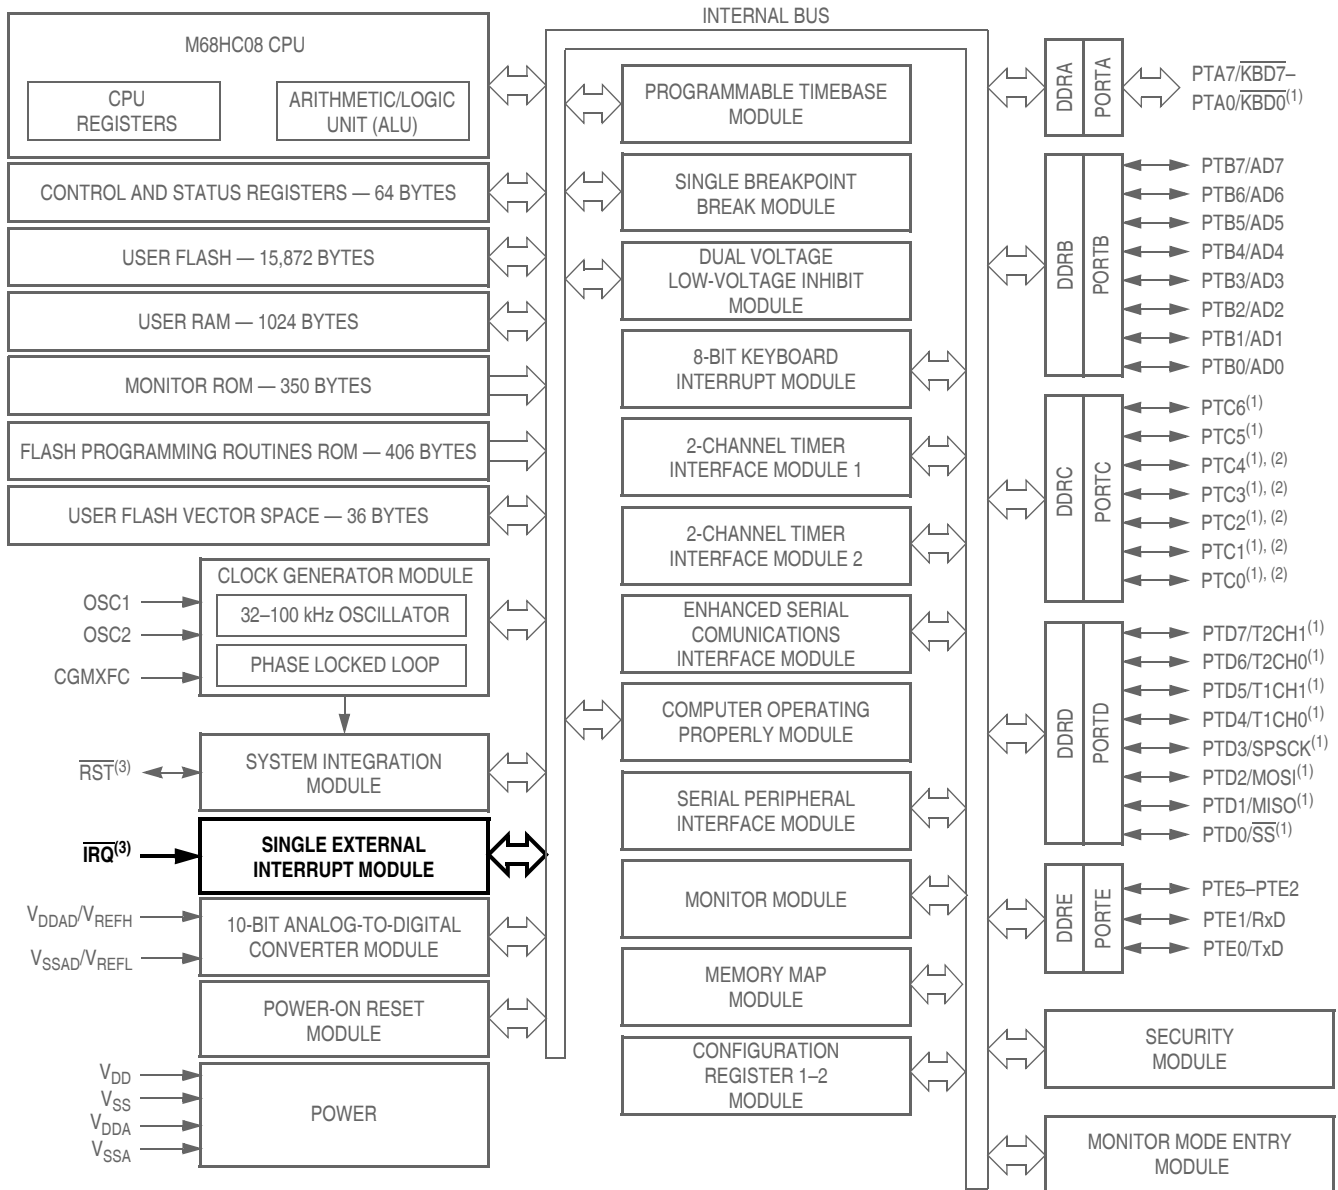 INTERNAL BUS
M68HC08 CPU
CPU
REGISTERS
ARITHMETIC/LOGIC
UNIT (ALU)
CONTROL AND STATUS REGISTERS — 64 BYTES
USER FLASH — 15,872 BYTES
USER RAM — 1024 BYTES
MONITOR ROM — 350 BYTES
FLASH PROGRAMMING ROUTINES ROM — 406 BYTES
USER FLASH VECTOR SPACE — 36 BYTES
CLOCK GENERATOR MODULE
32–100 kHz OSCILLATOR
PHASE LOCKED LOOP
OSC1
OSC2
CGMXFC
SYSTEM INTEGRATION
MODULE
RST(3)
SINGLE EXTERNAL
INTERRUPT MODULE
IRQ(3)
10-BIT ANALOG-TO-DIGITAL
CONVERTER MODULE
VDDAD/VREFH
VSSAD/VREFL
POWER-ON RESET
MODULE
POWER
VDD
VSS
VDDA
VSSA
PROGRAMMABLE TIMEBASE
MODULE
SINGLE BREAKPOINT
BREAK MODULE
DUAL VOLTAGE
LOW-VOLTAGE INHIBIT
MODULE
8-BIT KEYBOARD
INTERRUPT MODULE
2-CHANNEL TIMER
INTERFACE MODULE 1
2-CHANNEL TIMER
INTERFACE MODULE 2
ENHANCED SERIAL
COMUNICATIONS
INTERFACE MODULE
COMPUTER OPERATING
PROPERLY MODULE
SERIAL PERIPHERAL
INTERFACE MODULE
MONITOR MODULE
MEMORY MAP
MODULE
CONFIGURATION
REGISTER 1–2
MODULE
DDRA
PORTA
PTA7/KBD7–
PTA0/KBD0(1)
DDRB
PORTB
PTB7/AD7
PTB6/AD6
PTB5/AD5
PTB4/AD4
PTB3/AD3
PTB2/AD2
PTB1/AD1
PTB0/AD0
DDRC
PORTC
PTC6(1)
PTC5(1)
PTC4(1), (2)
PTC3(1), (2)
PTC2(1), (2)
PTC1(1), (2)
PTC0(1), (2)
DDRD
PORTD
PTD7/T2CH1(1)
PTD6/T2CH0(1)
PTD5/T1CH1(1)
PTD4/T1CH0(1)
PTD3/SPSCK(1)
PTD2/MOSI(1)
PTD1/MISO(1)
PTD0/SS(1)
DDRE
PORTE
PTE5–PTE2
PTE1/RxD
PTE0/TxD
SECURITY
MODULE
MONITOR MODE ENTRY
MODULE